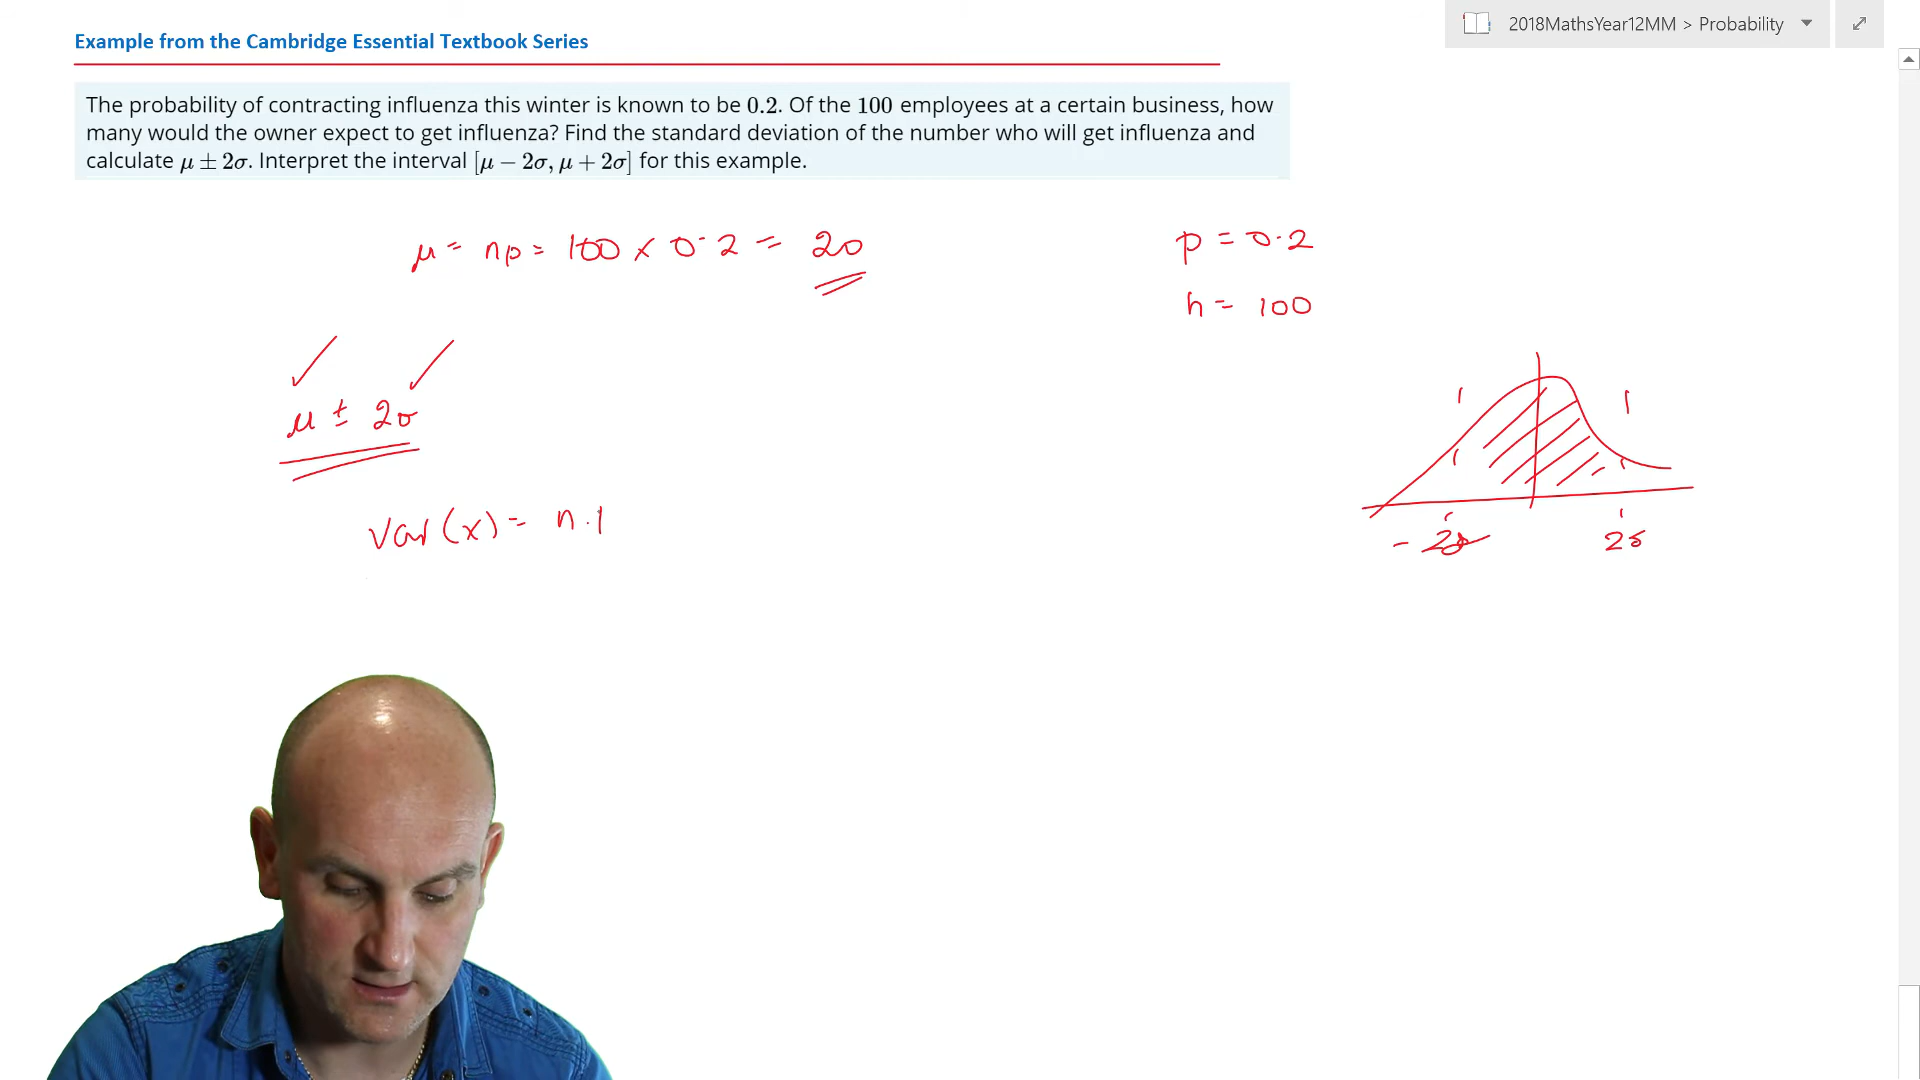 Example from the Cambridge Essential Textbook Series
2018MathsYear12MM > Probability
The probability of contracting influenza this winter is known to be 0.2. Of the 100 employees at a certain business, how
many would the owner expect to get influenza? Find the standard deviation of the number who will get influenza and
calculate μ ± 2σ. Interpret the interval [μ − 2σ, μ + 2σ] for this example.
μ = np = 100 × 0.2 = 20
p = 0.2
n = 100
μ ± 2σ
Var(x) = n.
- 2σ
2σ